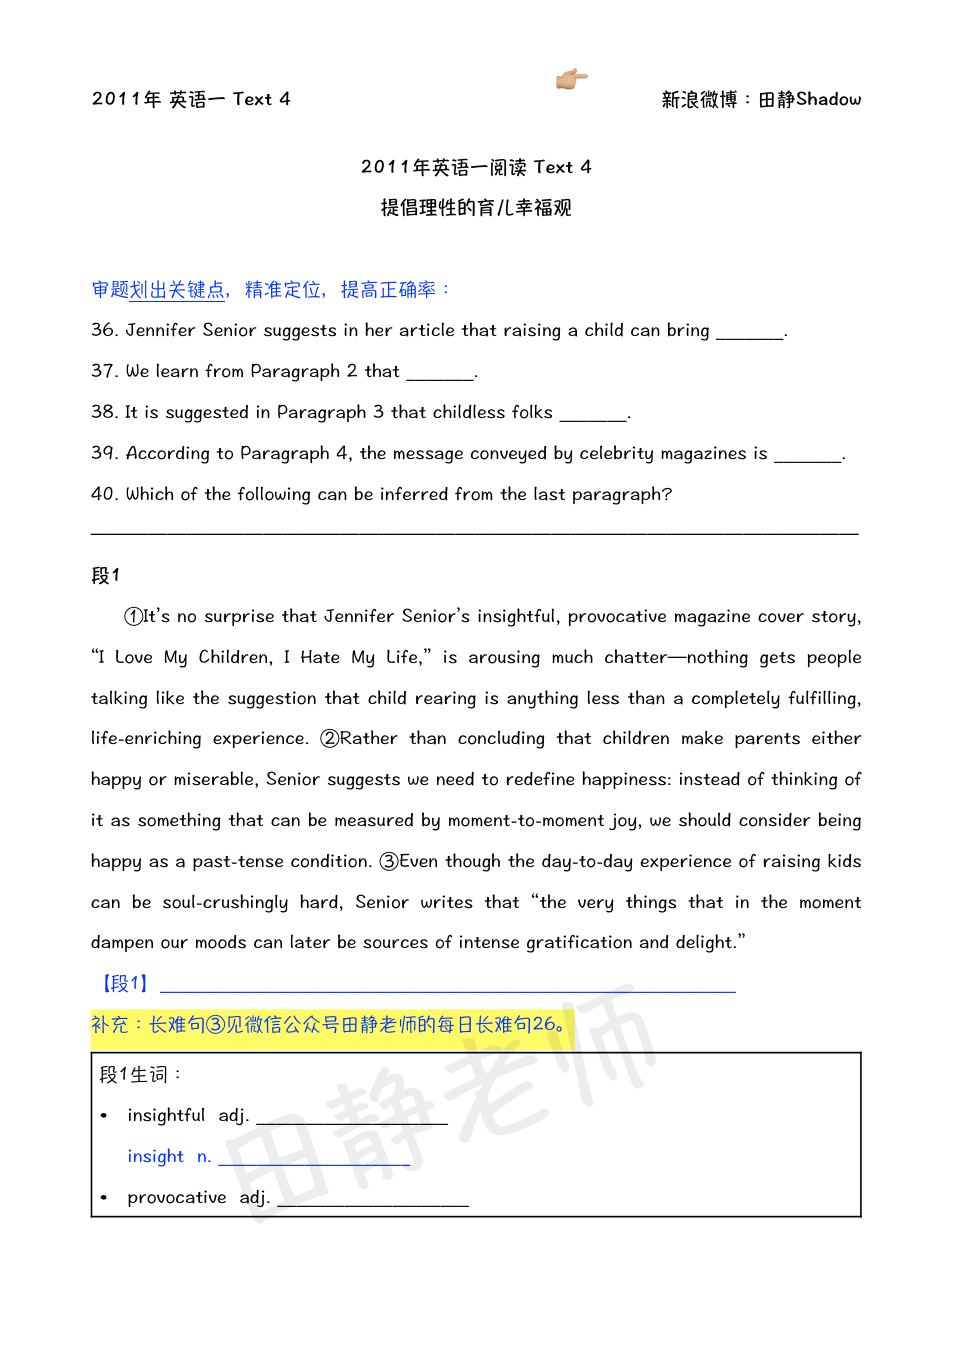 2011年 英语一 Text 4
新浪微博：田静Shadow
2011年英语一阅读 Text 4
提倡理性的育儿幸福观
审题划出关键点，精准定位，提高正确率：
36. Jennifer Senior suggests in her article that raising a child can bring _______.
37. We learn from Paragraph 2 that _______.
38. It is suggested in Paragraph 3 that childless folks _______.
39. According to Paragraph 4, the message conveyed by celebrity magazines is _______.
40. Which of the following can be inferred from the last paragraph?
段1
①It’s no surprise that Jennifer Senior’s insightful, provocative magazine cover story,
“I Love My Children, I Hate My Life,” is arousing much chatter—nothing gets people
talking like the suggestion that child rearing is anything less than a completely fulfilling,
life-enriching experience. ②Rather than concluding that children make parents either
happy or miserable, Senior suggests we need to redefine happiness: instead of thinking of
it as something that can be measured by moment-to-moment joy, we should consider being
happy as a past-tense condition. ③Even though the day-to-day experience of raising kids
can be soul-crushingly hard, Senior writes that “the very things that in the moment
dampen our moods can later be sources of intense gratification and delight.”
【段1】____________________________________________________________
补充：长难句③见微信公众号田静老师的每日长难句26。
段1生词：
• insightful adj. ____________________
insight n. ____________________
• provocative adj. ____________________
田静老师